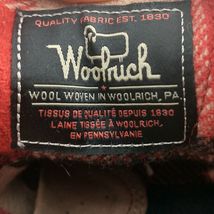 QUALITY FABRIC EST. 1830
Woolrich
WOOL WOVEN IN WOOLRICH, PA
TISSUS DE QUALITÉ DEPUIS 1830
LAINE TISSÉE À WOOLRICH,
EN PENNSYLVANIE